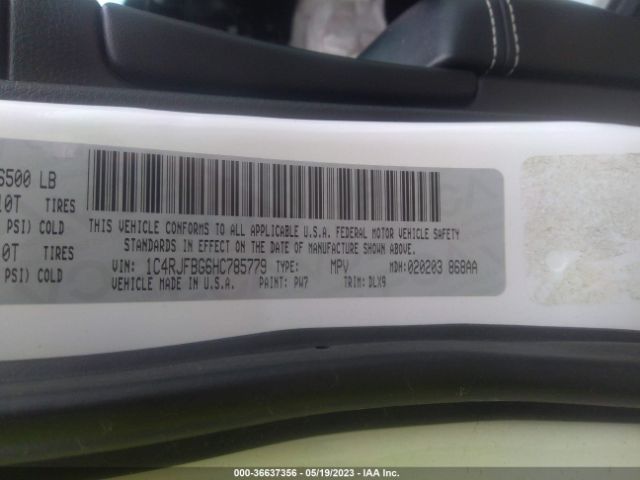 6500 LB
10T TIRES
PSI) COLD
0T TIRES
PSI) COLD
THIS VEHICLE CONFORMS TO ALL APPLICABLE U.S.A. FEDERAL MOTOR VEHICLE SAFETY
STANDARDS IN EFFECT ON THE DATE OF MANUFACTURE SHOWN ABOVE.
VIN: 1C4RJFBG6HC785779 TYPE: MPV MDH:020203 868AA
VEHICLE MADE IN U.S.A. PAINT: PW7 TRIM: DLX9
000-36637356 - 05/19/2023 - IAA Inc.